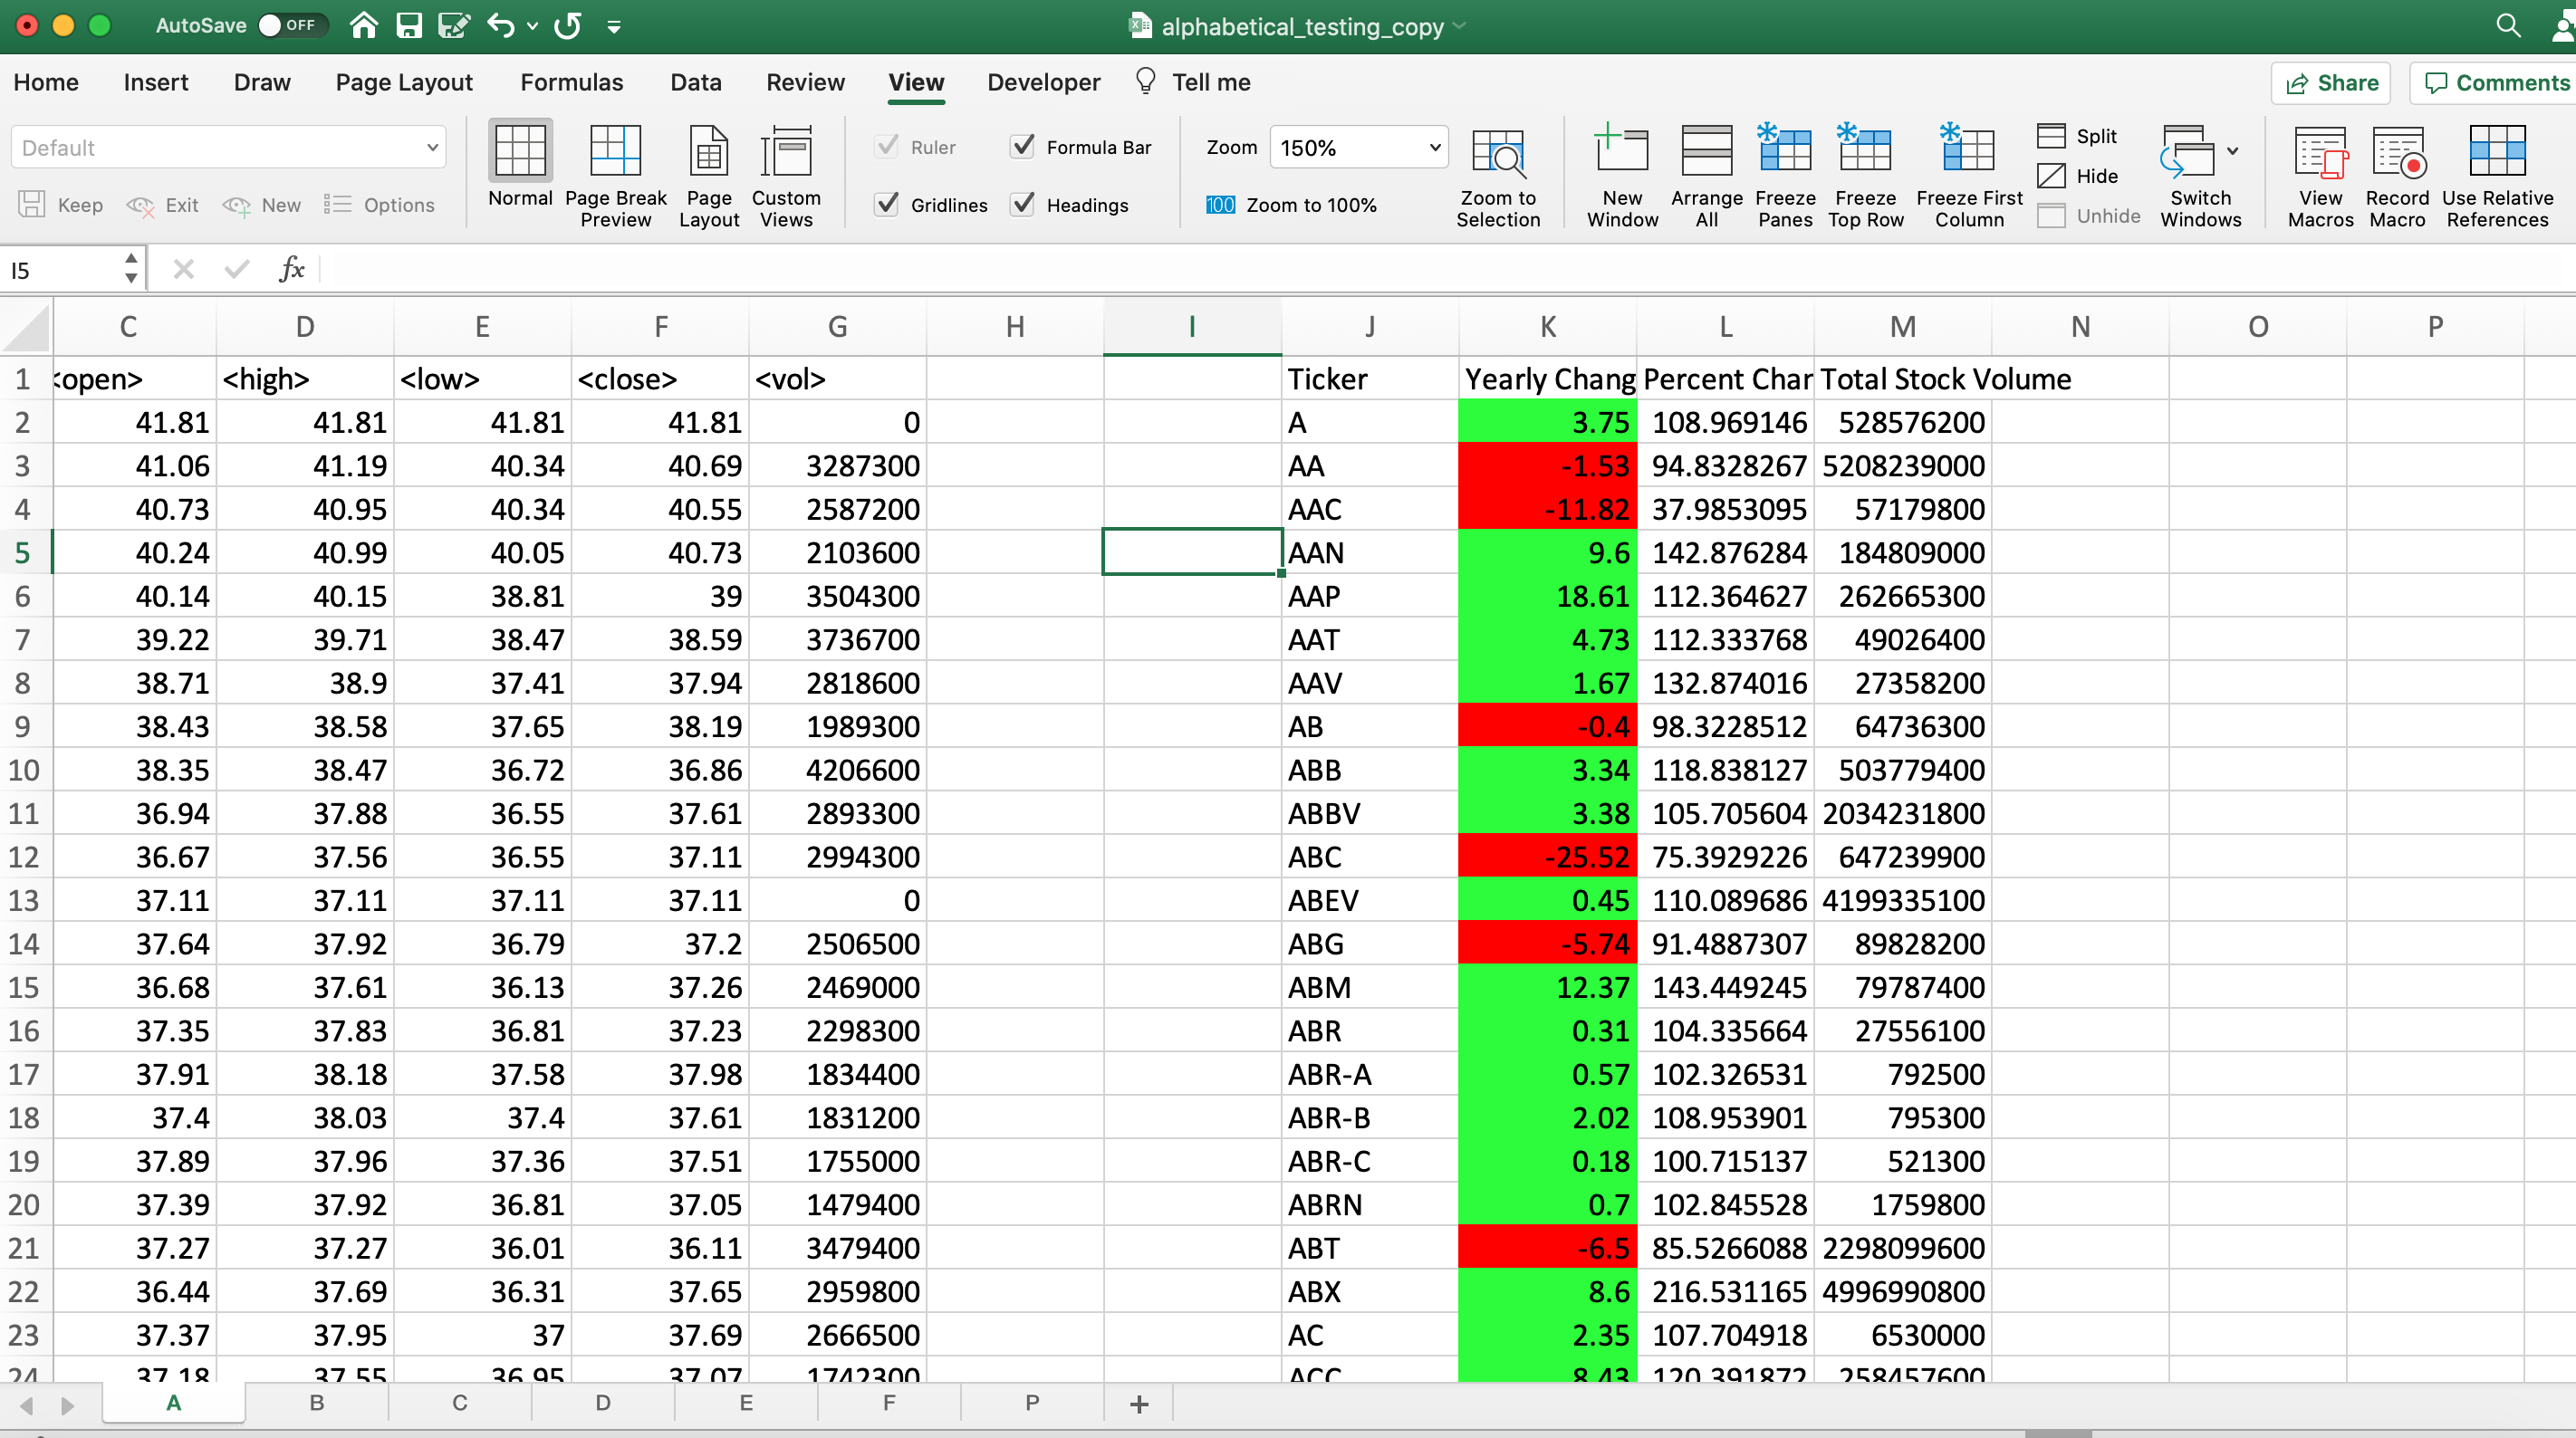 AutoSave OFF alphabetical_testing_copy
Home Insert Draw Page Layout Formulas Data Review View Developer Tell me Share Comments
Default
Keep Exit New Options
Normal Page Break Preview Page Layout Custom Views
Ruler Formula Bar
Gridlines Headings
Zoom 150%
100 Zoom to 100%
Zoom to Selection
New Window Arrange All Freeze Panes Freeze Top Row Freeze First Column
Split
Hide
Unhide
Switch Windows
View Macros Record Macro Use Relative References
I5 fx
C D E F G H I J K L M N O P
1 <open> <high> <low> <close> <vol> Ticker Yearly Chang Percent Char Total Stock Volume
2 41.81 41.81 41.81 41.81 0 A 3.75 108.969146 528576200
3 41.06 41.19 40.34 40.69 3287300 AA -1.53 94.8328267 5208239000
4 40.73 40.95 40.34 40.55 2587200 AAC -11.82 37.9853095 57179800
5 40.24 40.99 40.05 40.73 2103600 AAN 9.6 142.876284 184809000
6 40.14 40.15 38.81 39 3504300 AAP 18.61 112.364627 262665300
7 39.22 39.71 38.47 38.59 3736700 AAT 4.73 112.333768 49026400
8 38.71 38.9 37.41 37.94 2818600 AAV 1.67 132.874016 27358200
9 38.43 38.58 37.65 38.19 1989300 AB -0.4 98.3228512 64736300
10 38.35 38.47 36.72 36.86 4206600 ABB 3.34 118.838127 503779400
11 36.94 37.88 36.55 37.61 2893300 ABBV 3.38 105.705604 2034231800
12 36.67 37.56 36.55 37.11 2994300 ABC -25.52 75.3929226 647239900
13 37.11 37.11 37.11 37.11 0 ABEV 0.45 110.089686 4199335100
14 37.64 37.92 36.79 37.2 2506500 ABG -5.74 91.4887307 89828200
15 36.68 37.61 36.13 37.26 2469000 ABM 12.37 143.449245 79787400
16 37.35 37.83 36.81 37.23 2298300 ABR 0.31 104.335664 27556100
17 37.91 38.18 37.58 37.98 1834400 ABR-A 0.57 102.326531 792500
18 37.4 38.03 37.4 37.61 1831200 ABR-B 2.02 108.953901 795300
19 37.89 37.96 37.36 37.51 1755000 ABR-C 0.18 100.715137 521300
20 37.39 37.92 36.81 37.05 1479400 ABRN 0.7 102.845528 1759800
21 37.27 37.27 36.01 36.11 3479400 ABT -6.5 85.5266088 2298099600
22 36.44 37.69 36.31 37.65 2959800 ABX 8.6 216.531165 4996990800
23 37.37 37.95 37 37.69 2666500 AC 2.35 107.704918 6530000
24 37.18 37.55 36.95 37.07 1742300 ACC 8.43 120.391872 258457600
A B C D E F P +